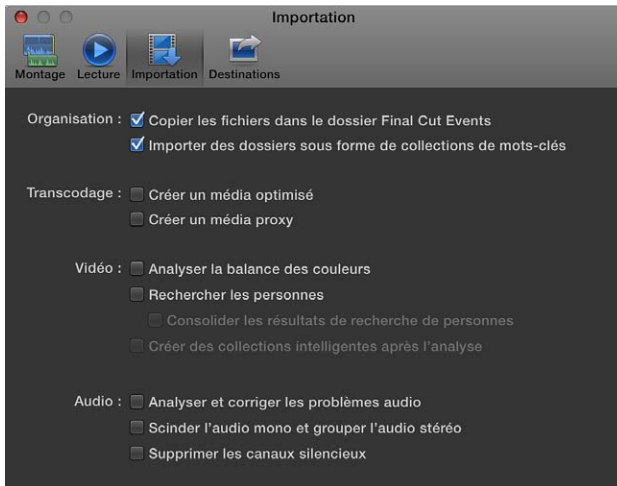 Importation
Montage Lecture Importation Destinations
Organisation : Copier les fichiers dans le dossier Final Cut Events
Importer des dossiers sous forme de collections de mots-clés
Transcodage : Créer un média optimisé
Créer un média proxy
Vidéo : Analyser la balance des couleurs
Rechercher les personnes
Consolider les résultats de recherche de personnes
Créer des collections intelligentes après l'analyse
Audio : Analyser et corriger les problèmes audio
Scinder l'audio mono et grouper l'audio stéréo
Supprimer les canaux silencieux